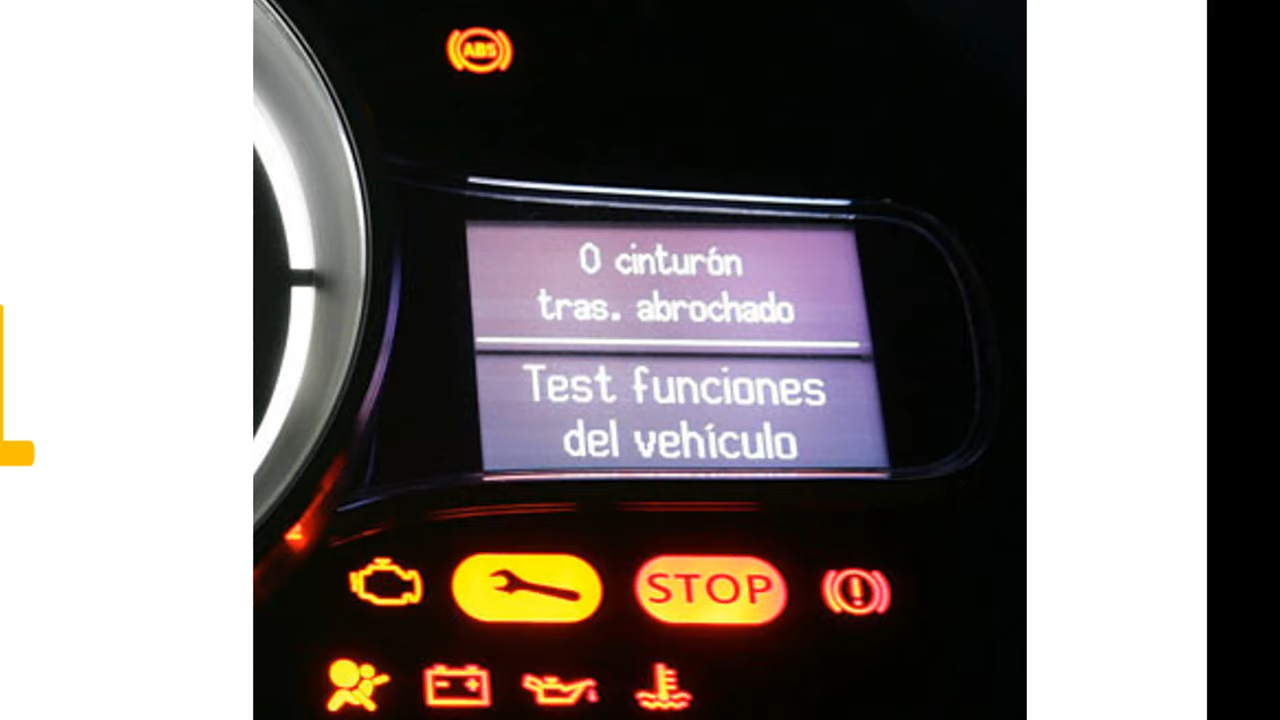 ABS
0 cinturón
tras. abrochado
Test funciones
del vehículo
STOP